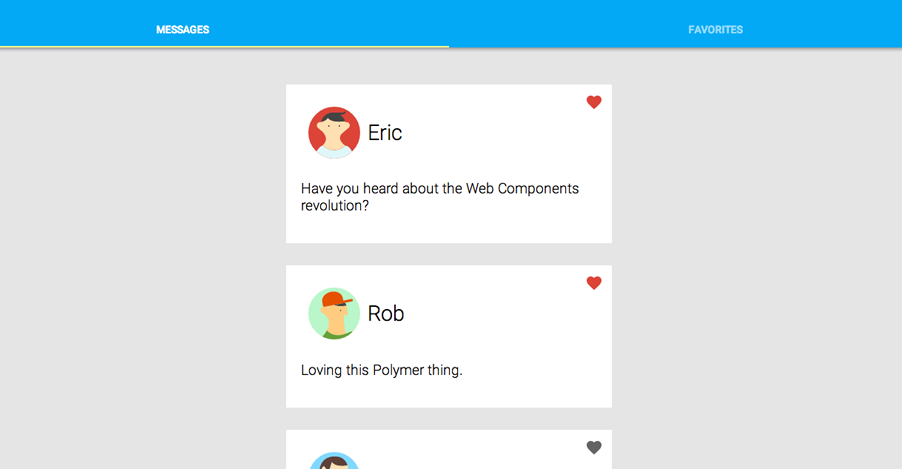 MESSAGES
FAVORITES
Eric
Have you heard about the Web Components
revolution?
Rob
Loving this Polymer thing.